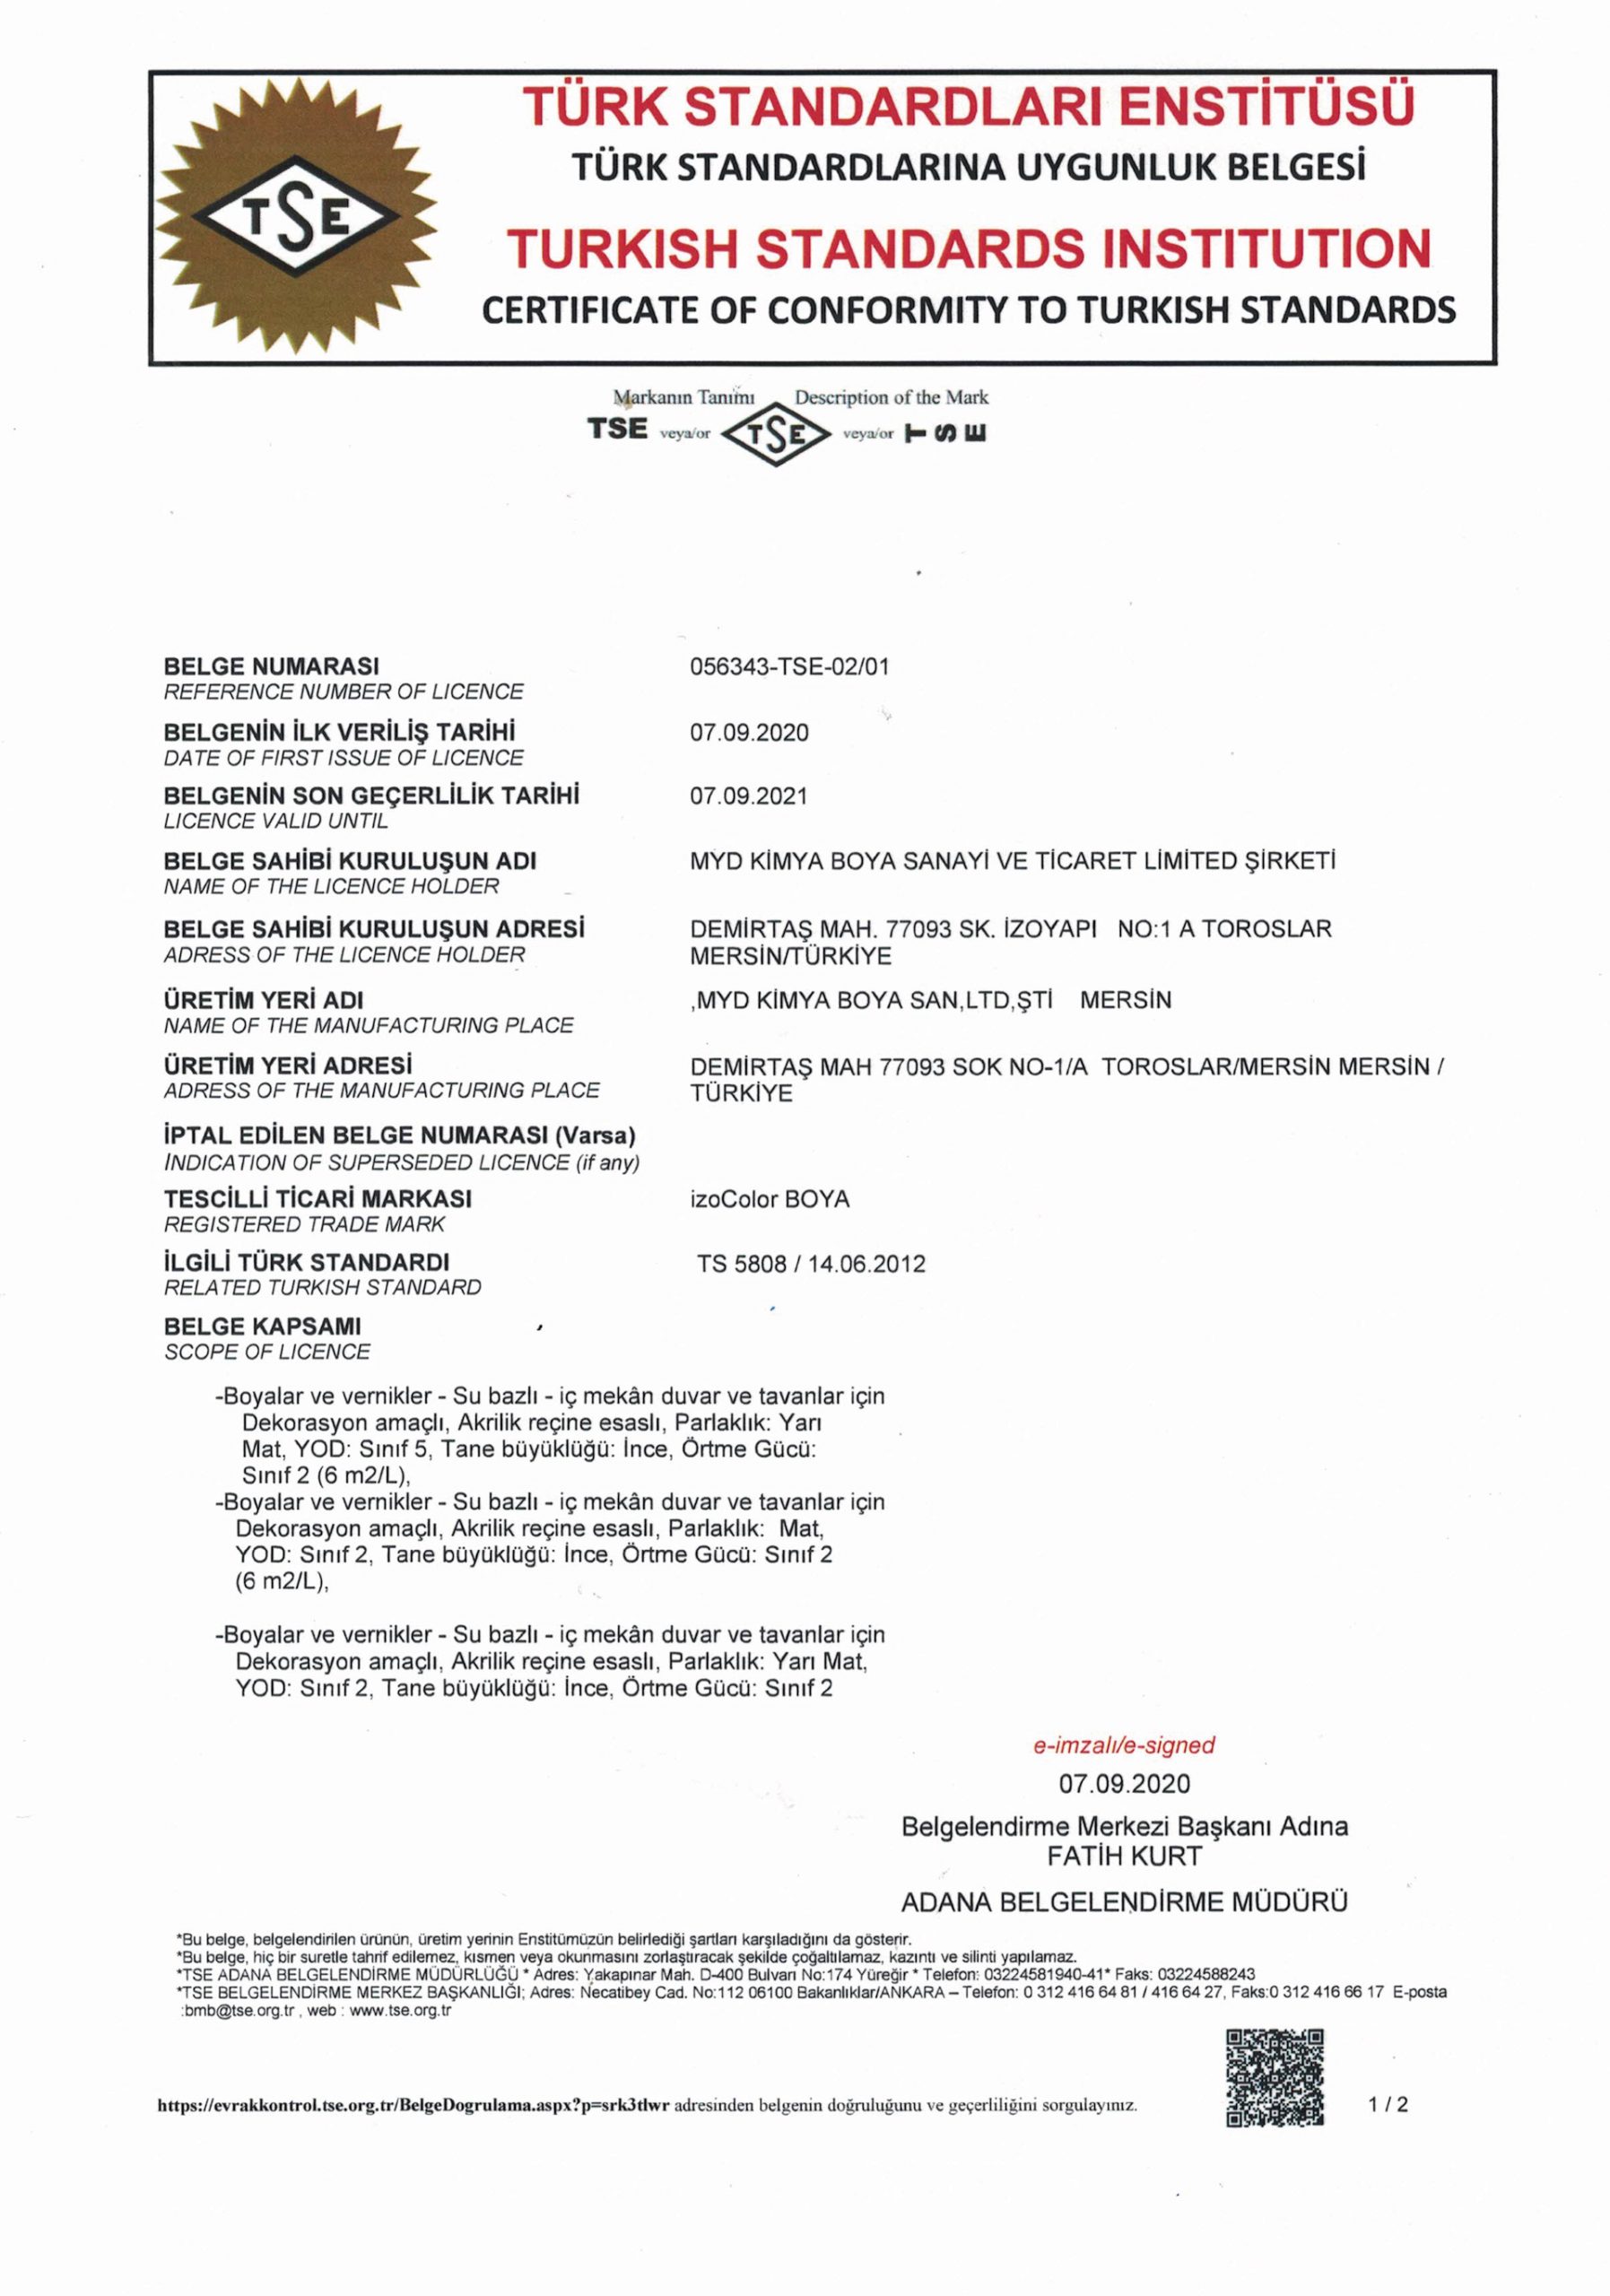 TSE
TÜRK STANDARDLARI ENSTİTÜSÜ
TÜRK STANDARDLARINA UYGUNLUK BELGESİ
TURKISH STANDARDS INSTITUTION
CERTIFICATE OF CONFORMITY TO TURKISH STANDARDS
Markanın Tanımı Description of the Mark
TSE veya/or TSE veya/or TSE
BELGE NUMARASI 056343-TSE-02/01
REFERENCE NUMBER OF LICENCE
BELGENİN İLK VERİLİŞ TARİHİ 07.09.2020
DATE OF FIRST ISSUE OF LICENCE
BELGENİN SON GEÇERLİLİK TARİHİ 07.09.2021
LICENCE VALID UNTIL
BELGE SAHİBİ KURULUŞUN ADI MYD KİMYA BOYA SANAYİ VE TİCARET LİMİTED ŞİRKETİ
NAME OF THE LICENCE HOLDER
BELGE SAHİBİ KURULUŞUN ADRESİ DEMİRTAŞ MAH. 77093 SK. İZOYAPI NO:1 A TOROSLAR
ADRESS OF THE LICENCE HOLDER MERSİN/TÜRKİYE
ÜRETİM YERİ ADI ,MYD KİMYA BOYA SAN,LTD,ŞTİ MERSİN
NAME OF THE MANUFACTURING PLACE
ÜRETİM YERİ ADRESİ DEMİRTAŞ MAH 77093 SOK NO-1/A TOROSLAR/MERSİN MERSİN /
ADRESS OF THE MANUFACTURING PLACE TÜRKİYE
İPTAL EDİLEN BELGE NUMARASI (Varsa)
INDICATION OF SUPERSEDED LICENCE (if any)
TESCİLLİ TİCARİ MARKASI izoColor BOYA
REGISTERED TRADE MARK
İLGİLİ TÜRK STANDARDI TS 5808 / 14.06.2012
RELATED TURKISH STANDARD
BELGE KAPSAMI
SCOPE OF LICENCE
-Boyalar ve vernikler - Su bazlı - iç mekân duvar ve tavanlar için
Dekorasyon amaçlı, Akrilik reçine esaslı, Parlaklık: Yarı
Mat, YOD: Sınıf 5, Tane büyüklüğü: İnce, Örtme Gücü:
Sınıf 2 (6 m2/L),
-Boyalar ve vernikler - Su bazlı - iç mekân duvar ve tavanlar için
Dekorasyon amaçlı, Akrilik reçine esaslı, Parlaklık: Mat,
YOD: Sınıf 2, Tane büyüklüğü: İnce, Örtme Gücü: Sınıf 2
(6 m2/L),
-Boyalar ve vernikler - Su bazlı - iç mekân duvar ve tavanlar için
Dekorasyon amaçlı, Akrilik reçine esaslı, Parlaklık: Yarı Mat,
YOD: Sınıf 2, Tane büyüklüğü: İnce, Örtme Gücü: Sınıf 2
e-imzalı/e-signed
07.09.2020
Belgelendirme Merkezi Başkanı Adına
FATİH KURT
ADANA BELGELENDİRME MÜDÜRÜ
*Bu belge, belgelendirilen ürünün, üretim yerinin Enstitümüzün belirlediği şartları karşıladığını da gösterir.
*Bu belge, hiç bir suretle tahrif edilemez, kısmen veya okunmasını zorlaştıracak şekilde çoğaltılamaz, kazıntı ve silinti yapılamaz.
*TSE ADANA BELGELENDİRME MÜDÜRLÜĞÜ * Adres: Yakapınar Mah. D-400 Bulvarı No:174 Yüreğir * Telefon: 03224581940-41* Faks: 03224588243
*TSE BELGELENDİRME MERKEZ BAŞKANLIĞI; Adres: Necatibey Cad. No:112 06100 Bakanlıklar/ANKARA – Telefon: 0 312 416 64 81 / 416 64 27, Faks:0 312 416 66 17 E-posta
:bmb@tse.org.tr , web : www.tse.org.tr
https://evrakkontrol.tse.org.tr/BelgeDogrulama.aspx?p=srk3tlwr adresinden belgenin doğruluğunu ve geçerliliğini sorgulayınız.
1 / 2